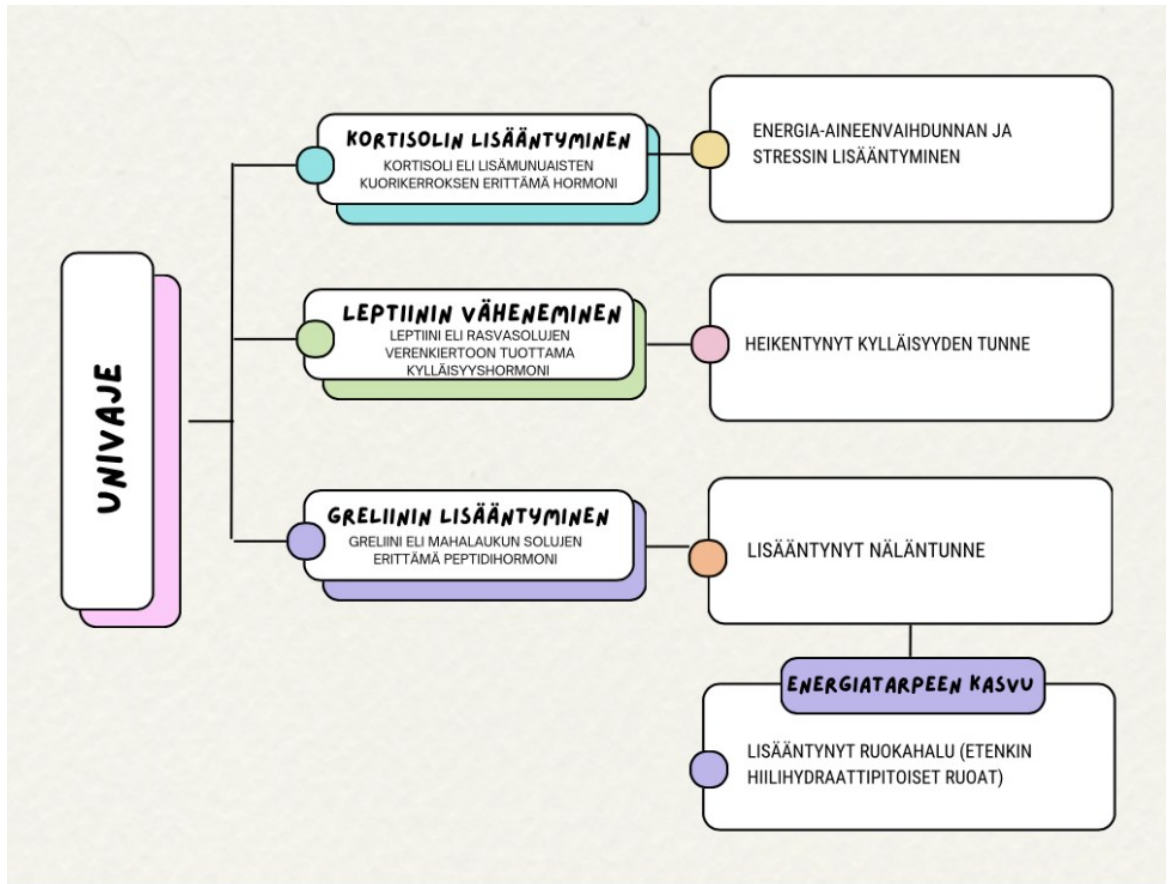 UNIVAJE
KORTISOLIN LISÄÄNTYMINEN
KORTISOLI ELI LISÄMUNUAISTEN
KUORIKERROKSEN ERITTÄMÄ HORMONI
ENERGIA-AINEENVAIHDUNNAN JA
STRESSIN LISÄÄNTYMINEN
LEPTIININ VÄHENEMINEN
LEPTIINI ELI RASVASOLUJEN
VERENKIERTOON TUOTTAMA
KYLLÄISYYSHORMONI
HEIKENTYNYT KYLLÄISYYDEN TUNNE
GRELIININ LISÄÄNTYMINEN
GRELIINI ELI MAHALAUKUN SOLUJEN
ERITTÄMÄ PEPTIDIHORMONI
LISÄÄNTYNYT NÄLÄNTUNNE
ENERGIATARPEEN KASVU
LISÄÄNTYNYT RUOKAHALU (ETENKIN
HIILIHYDRAATTIPITOISET RUOAT)